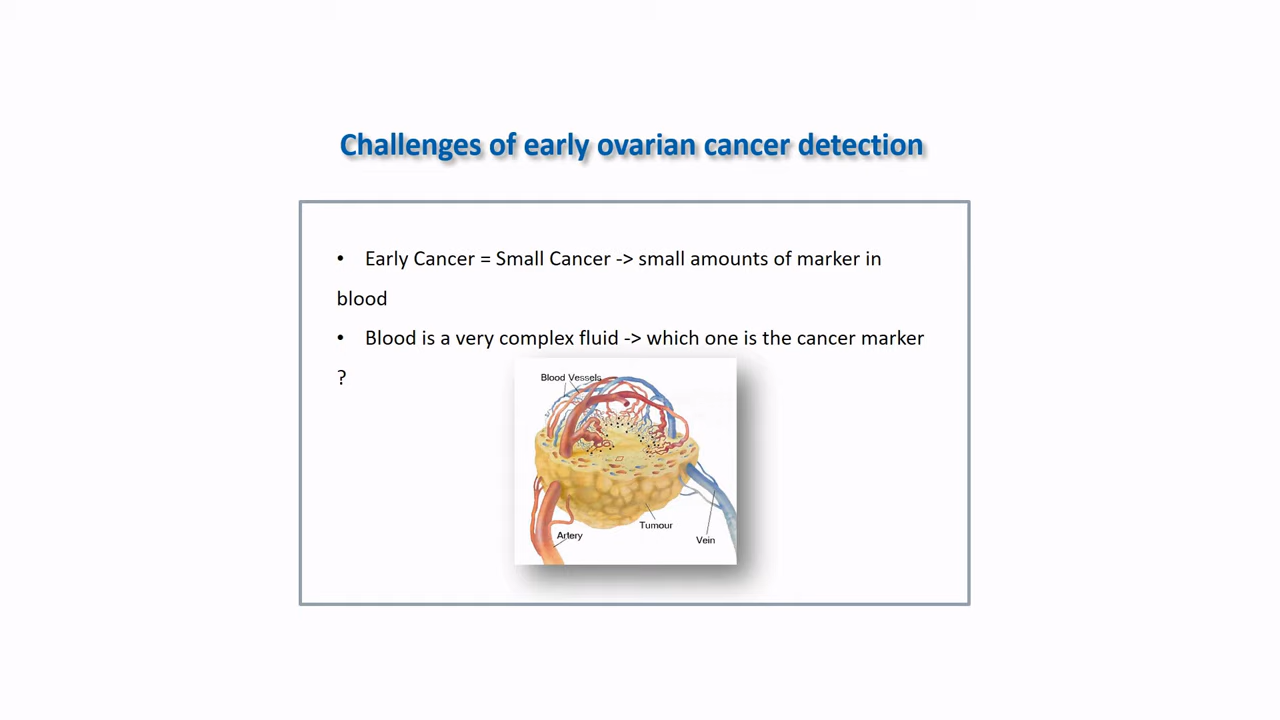 Challenges of early ovarian cancer detection
• Early Cancer = Small Cancer -> small amounts of marker in
blood
• Blood is a very complex fluid -> which one is the cancer marker
?
Blood Vessels
Tumour
Artery
Vein